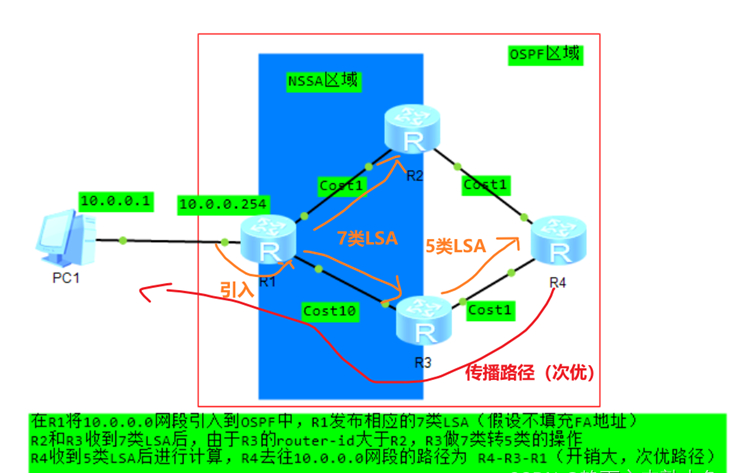 OSPF区域
NSSA区域
R
R2
Cost1
Cost1
10.0.0.1
10.0.0.254
7类LSA
5类LSA
R
R
PC1
R1
R4
引入
Cost10
R
Cost1
R3
传播路径（次优）
在R1将10.0.0.0网段引入到OSPF中，R1发布相应的7类LSA（假设不填充FA地址）
R2和R3收到7类LSA后，由于R3的router-id大于R2，R3做7类转5类的操作
R4收到5类LSA后进行计算，R4去往10.0.0.0网段的路径为 R4-R3-R1（开销大，次优路径）